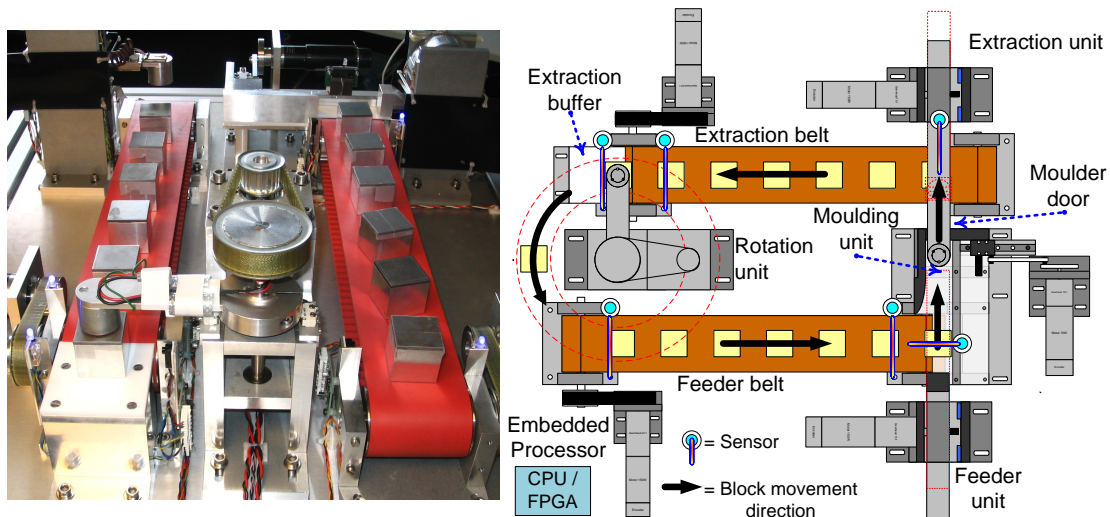 Extraction unit
Extraction
buffer
Extraction belt
Moulder
door
Moulding
unit
Rotation
unit
Feeder belt
Embedded
Processor
CPU /
FPGA
= Sensor
= Block movement
direction
Feeder
unit